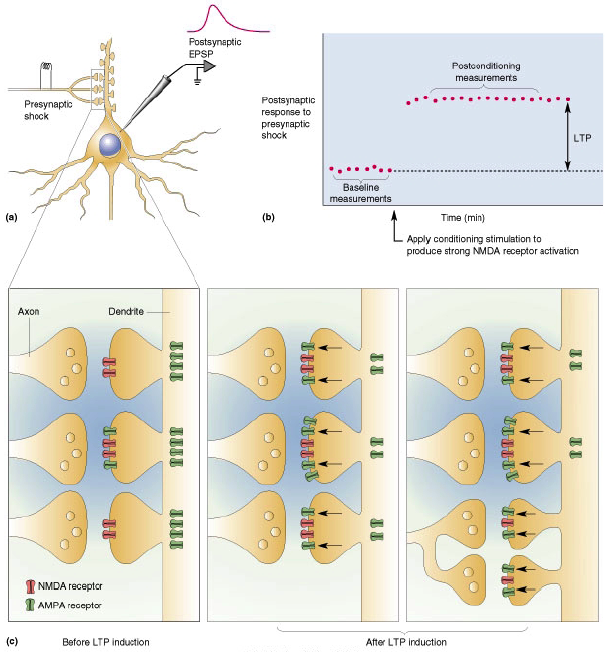 Postsynaptic
EPSP
Presynaptic
shock
(a)
Postsynaptic
response to
presynaptic
shock
Postconditioning
measurements
LTP
Baseline
measurements
(b)
Time (min)
Apply conditioning stimulation to
produce strong NMDA receptor activation
Axon
Dendrite
NMDA receptor
AMPA receptor
(c)
Before LTP induction
After LTP induction